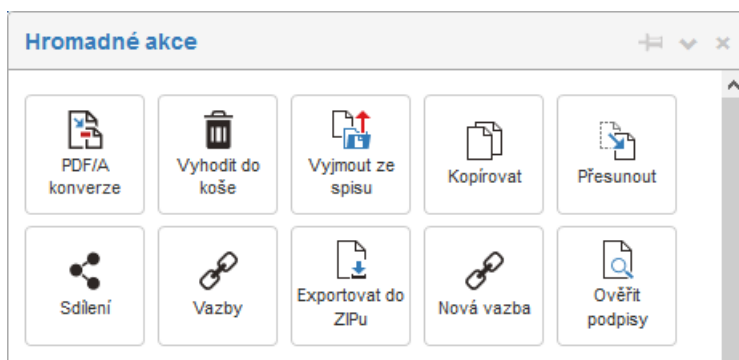 Hromadné akce
PDF/A
konverze
Vyhodit do
koše
Vyjmout ze
spisu
Kopírovat
Přesunout
Sdílení
Vazby
Exportovat do
ZIPu
Nová vazba
Ověřit
podpisy